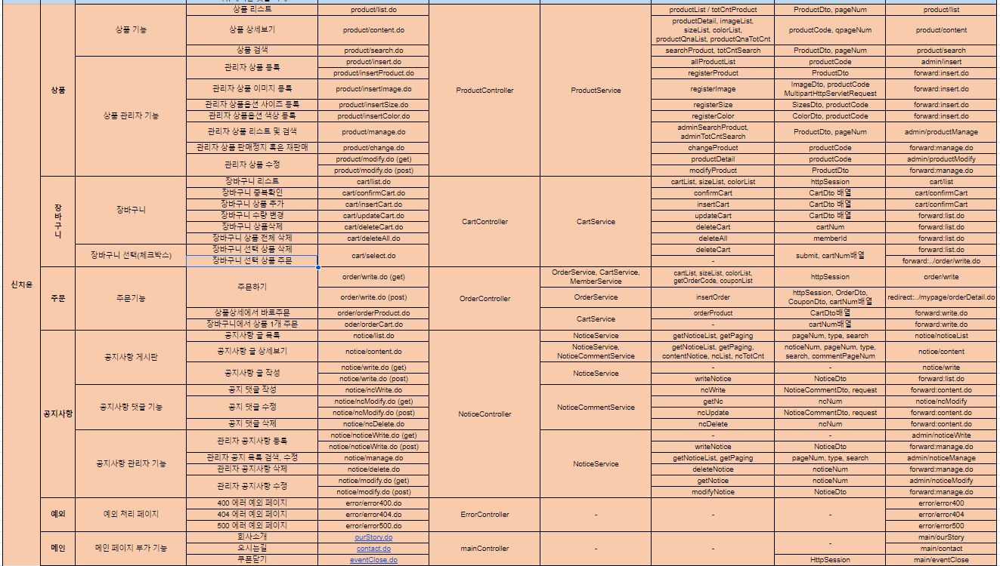 상품 리스트 product/list.do productList / totCntProduct ProductDto, pageNum product/list
상품 기능 상품 상세보기 product/content.do productDetail, imageList, sizeList, colorList, productQnaList, productQnaTotCnt productCode, qpageNum product/content
상품 검색 product/search.do searchProduct, totCntSearch ProductDto, pageNum product/search
관리자 상품 등록 product/insert.do allProductList productCode admin/insert
product/insertProduct.do registerProduct ProductDto forward:insert.do
상품 관리자 상품 이미지 등록 product/insertImage.do ProductController ProductService registerImage ImageDto, productCode MultipartHttpServletRequest forward:insert.do
관리자 상품옵션 사이즈 등록 product/insertSize.do registerSize SizesDto, productCode forward:insert.do
상품 관리자 기능 관리자 상품옵션 색상 등록 product/insertColor.do registerColor ColorDto, productCode forward:insert.do
관리자 상품 리스트 및 검색 product/manage.do adminSearchProduct, adminTotCntSearch ProductDto, pageNum admin/productManage
관리자 상품 판매정지 혹은 재판매 product/change.do changeProduct productCode forward:manage.do
관리자 상품 수정 product/modify.do (get) productDetail productCode admin/productModify
product/modify.do (post) modifyProduct ProductDto forward:manage.do
장바구니 리스트 cart/list.do cartList, sizeList, colorList httpSession cart/list
장바구니 중복확인 cart/confirmCart.do confirmCart CartDto 배열 cart/confirmCart
장바구니 장바구니 장바구니 상품 추가 cart/insertCart.do insertCart CartDto 배열 cart/confirmCart
장바구니 수량 변경 cart/updateCart.do CartController CartService updateCart CartDto 배열 forward:list.do
장바구니 상품삭제 cart/deleteCart.do deleteCart cartNum forward:list.do
장바구니 상품 전체 삭제 cart/deleteAll.do deleteAll memberId forward:list.do
장바구니 선택(체크박스) 장바구니 선택 상품 삭제 cart/select.do deleteCart submit, cartNum배열 forward:list.do
장바구니 선택 상품 주문 - forward:../order/write.do
신치윤 주문하기 order/write.do (get) OrderService, CartService, MemberService cartList, sizeList, colorList, getOrderCode, couponList httpSession order/write
주문 주문기능 order/write.do (post) OrderController OrderService insertOrder httpSession, OrderDto, CouponDto, cartNum배열 redirect:../mypage/orderDetail.do
상품상세에서 바로주문 order/orderProduct.do CartService orderProduct CartDto배열 forward:write.do
장바구니에서 상품 1개 주문 oder/orderCart.do - cartNum배열 forward:write.do
공지사항 글 목록 notice/list.do NoticeService getNoticeList, getPaging pageNum, type, search notice/noticeList
공지사항 게시판 공지사항 글 상세보기 notice/content.do NoticeService, NoticeCommentService getNoticeList, getPaging, contentNotice, ncList, ncTotCnt noticeNum, pageNum, type, search, commentPageNum notice/content
공지사항 글 작성 notice/write.do (get) NoticeService - - notice/write
notice/write.do (post) writeNotice NoticeDto forward:list.do
공지 댓글 작성 notice/ncWrite.do ncWrite NoticeCommentDto, request forward:content.do
공지사항 공지사항 댓글 기능 공지 댓글 수정 notice/ncModify.do (get) NoticeController NoticeCommentService getNc ncNum notice/ncModify
notice/ncModify.do (post) ncUpdate NoticeCommentDto, request forward:content.do
공지 댓글 삭제 notice/ncDelete.do ncDelete ncNum forward:content.do
관리자 공지사항 등록 notice/noticeWrite.do (get) - - admin/noticeWrite
notice/noticeWrite.do (post) writeNotice NoticeDto forward:manage.do
공지사항 관리자 기능 관리자 공지 목록 검색, 수정 notice/manage.do NoticeService getNoticeList, getPaging pageNum, type, search admin/noticeManage
관리자 공지사항 삭제 notice/delete.do deleteNotice noticeNum forward:manage.do
관리자 공지사항 수정 notice/modify.do (get) getNotice noticeNum admin/noticeModify
notice/modify.do (post) modifyNotice NoticeDto forward:manage.do
400 에러 예외 페이지 error/error400.do error/error400
예외 예외 처리 페이지 404 에러 예외 페이지 error/error404.do ErrorController - - - error/error404
500 에러 예외 페이지 error/error500.do error/error500
회사소개 ourStory.do - main/ourStory
메인 메인 페이지 부가 기능 오시는길 contact.do mainController - - main/contact
쿠폰닫기 eventClose.do HttpSession main/eventClose